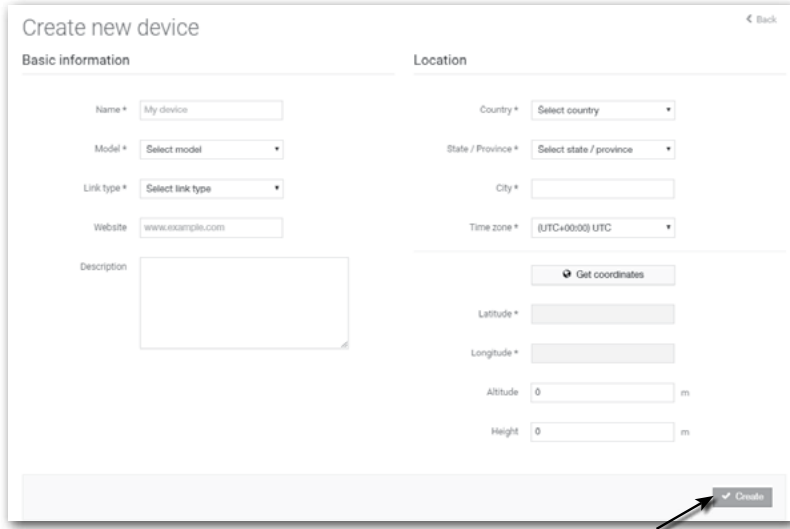 Create new device
Back
Basic information
Name *
My device
Model *
Select model
Link type *
Select link type
Website
www.example.com
Description
Location
Country *
Select country
State / Province *
Select state / province
City *
Time zone *
(UTC+00:00) UTC
Get coordinates
Latitude *
Longitude *
Altitude
0
m
Height
0
m
Create